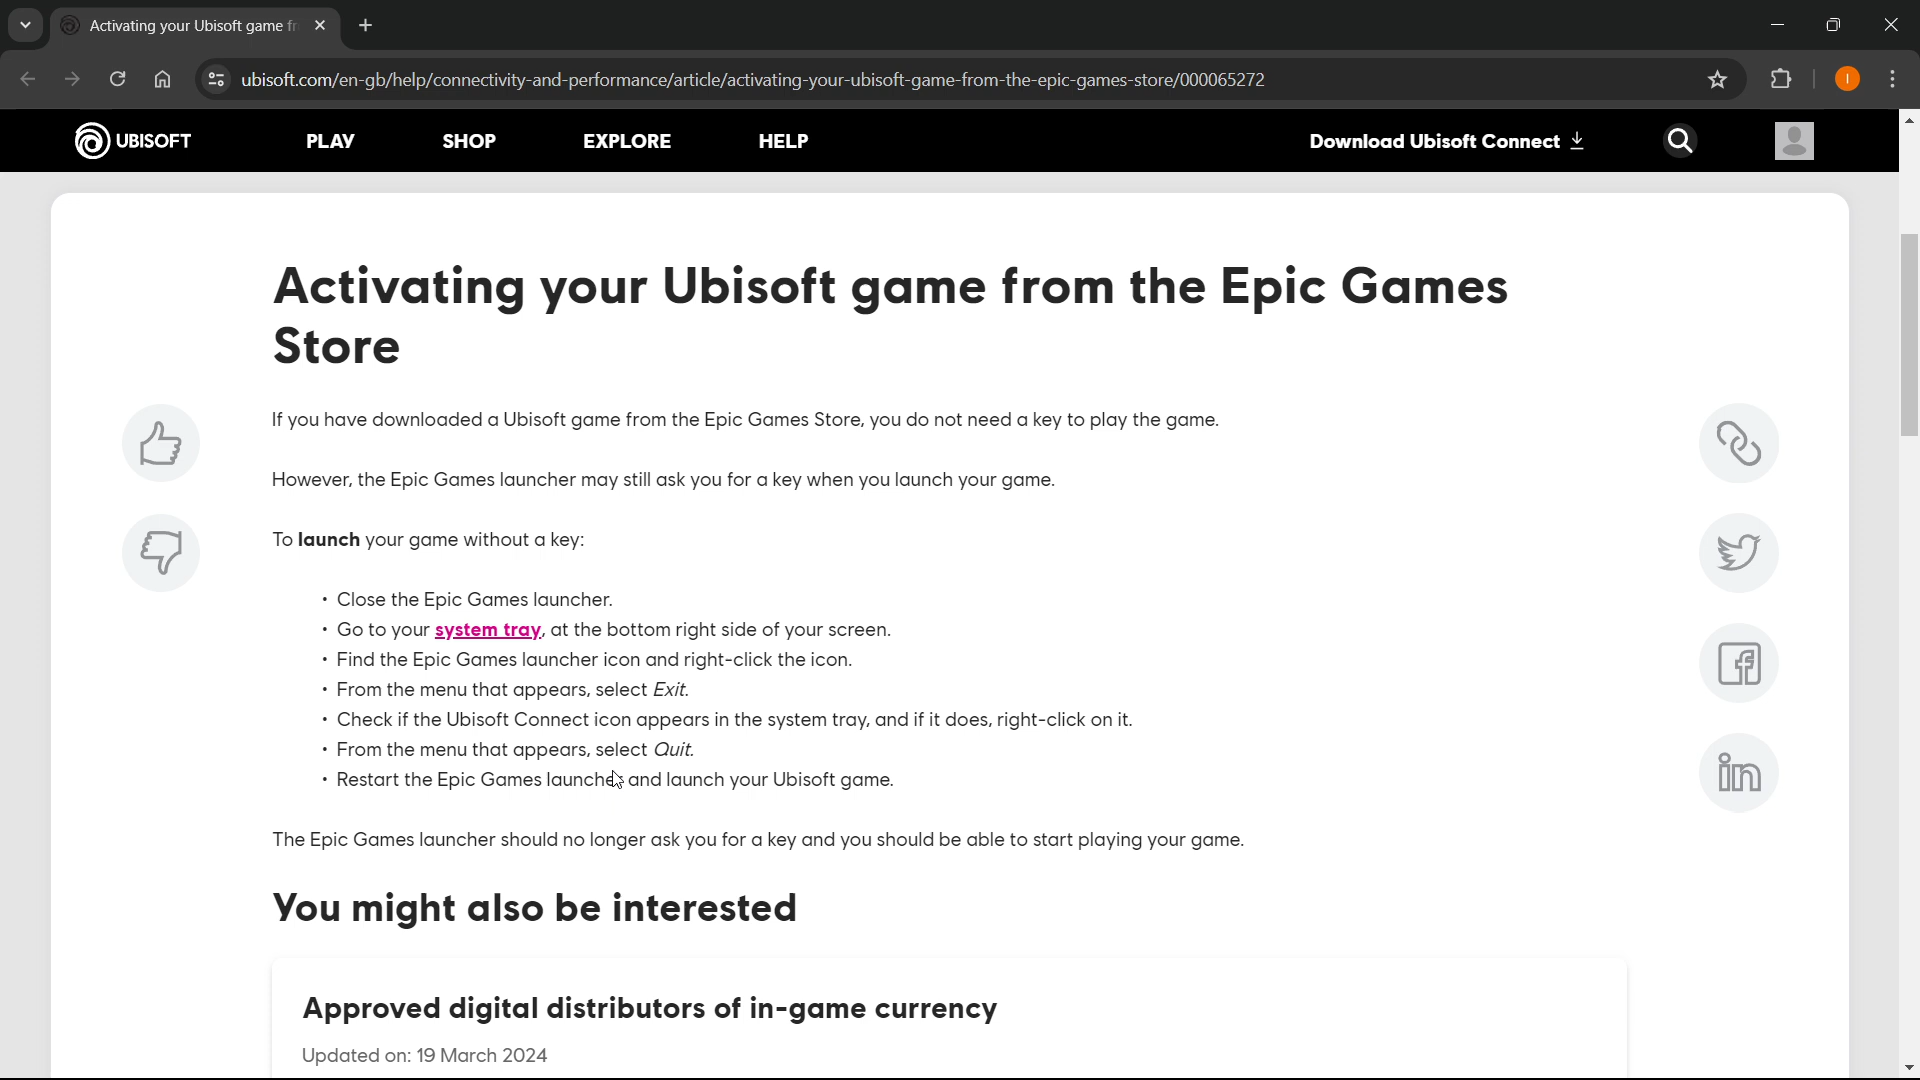 Activating your Ubisoft game fr
ubisoft.com/en-gb/help/connectivity-and-performance/article/activating-your-ubisoft-game-from-the-epic-games-store/000065272
I
UBISOFT PLAY SHOP EXPLORE HELP Download Ubisoft Connect
Activating your Ubisoft game from the Epic Games
Store
If you have downloaded a Ubisoft game from the Epic Games Store, you do not need a key to play the game.
However, the Epic Games launcher may still ask you for a key when you launch your game.
To launch your game without a key:
• Close the Epic Games launcher.
• Go to your system tray, at the bottom right side of your screen.
• Find the Epic Games launcher icon and right-click the icon.
• From the menu that appears, select Exit.
• Check if the Ubisoft Connect icon appears in the system tray, and if it does, right-click on it.
• From the menu that appears, select Quit.
• Restart the Epic Games launcher and launch your Ubisoft game.
The Epic Games launcher should no longer ask you for a key and you should be able to start playing your game.
You might also be interested
Approved digital distributors of in-game currency
Updated on: 19 March 2024